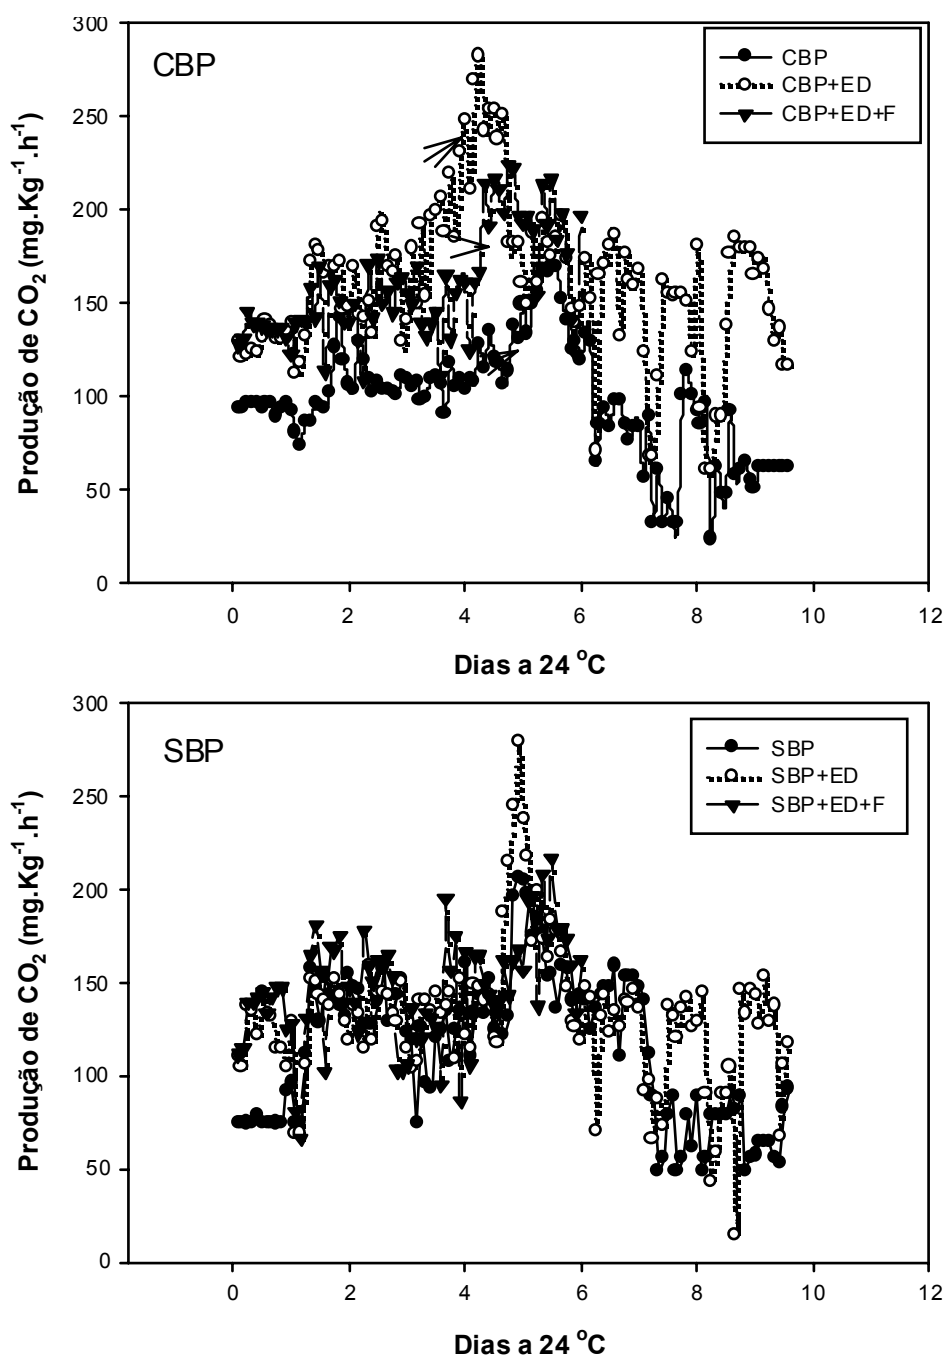 300
CBP
CBP
CBP+ED
CBP+ED+F
250
200
150
100
50
0
Produção de CO2 (mg.Kg-1.h-1)
0 2 4 6 8 10 12
Dias a 24 oC
300
SBP
SBP
SBP+ED
SBP+ED+F
250
200
150
100
50
0
Produção de CO2 (mg.Kg-1.h-1)
0 2 4 6 8 10 12
Dias a 24 oC